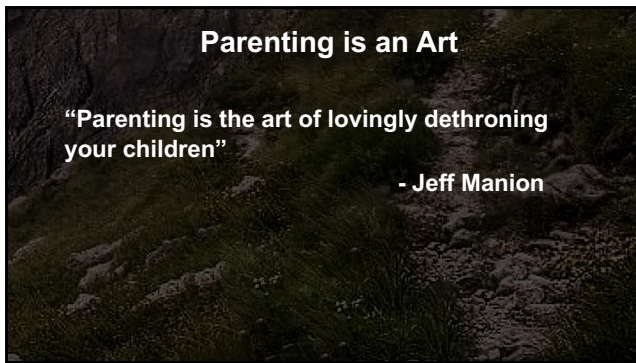 Parenting is an Art
“Parenting is the art of lovingly dethroning
your children”
- Jeff Manion